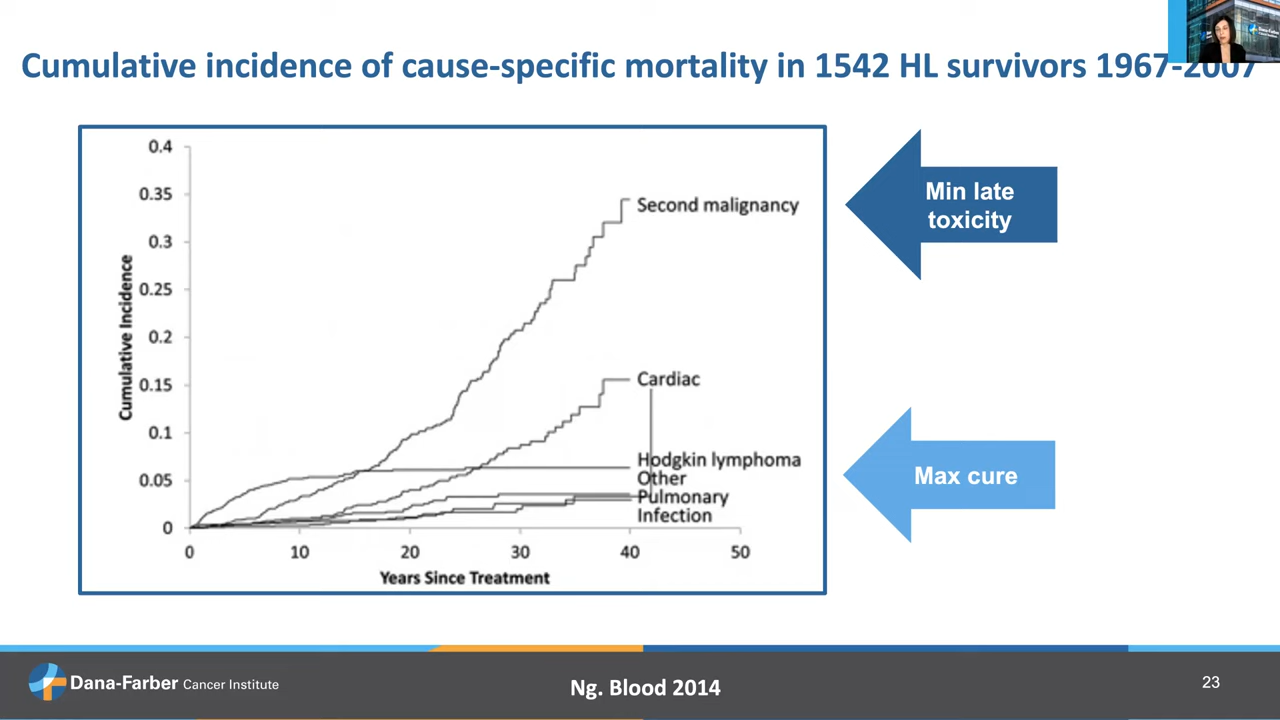 Cumulative incidence of cause-specific mortality in 1542 HL survivors 1967-2007
0.4
0.35
0.3
0.25
0.2
0.15
0.1
0.05
0
Cumulative Incidence
Second malignancy
Cardiac
Hodgkin lymphoma
Other
Pulmonary
Infection
0 10 20 30 40 50
Years Since Treatment
Min late
toxicity
Max cure
Dana-Farber Cancer Institute
Ng. Blood 2014
23